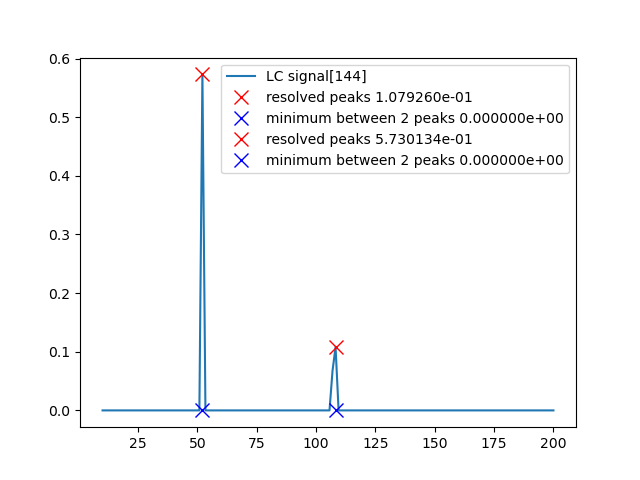 0.6
0.5
0.4
0.3
0.2
0.1
0.0
LC signal[144]
resolved peaks 1.079260e-01
minimum between 2 peaks 0.000000e+00
resolved peaks 5.730134e-01
minimum between 2 peaks 0.000000e+00
25 50 75 100 125 150 175 200